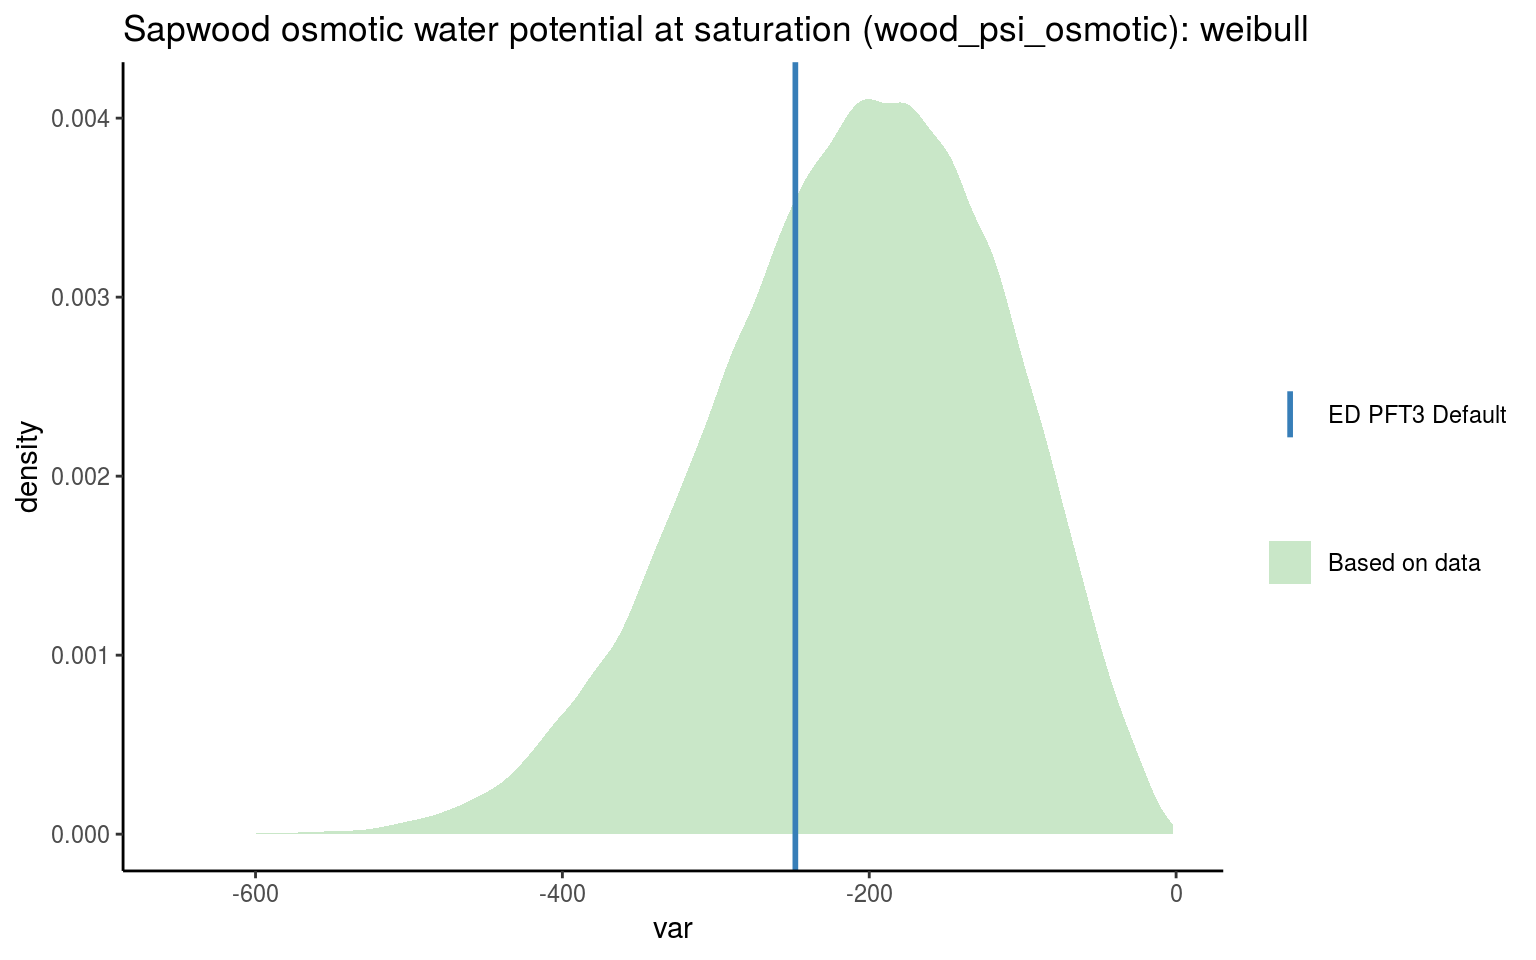 Sapwood osmotic water potential at saturation (wood_psi_osmotic): weibull
0.004
0.003
0.002
0.001
0.000
density
-600
-400
-200
0
var
ED PFT3 Default
Based on data